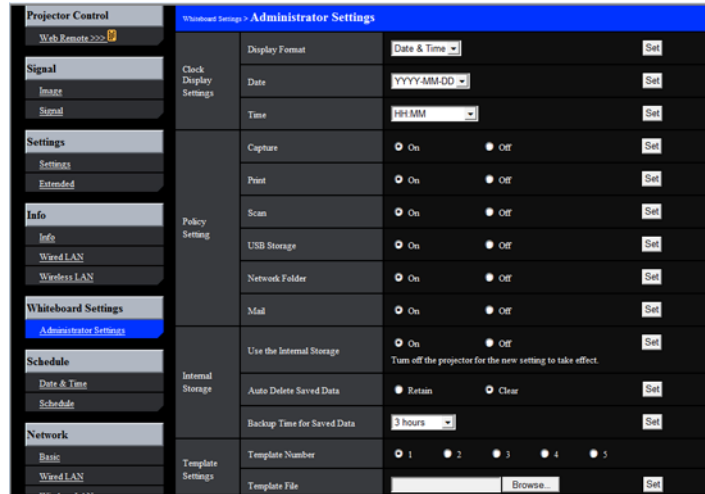 Projector Control
Web Remote >>>
Signal
Image
Signal
Settings
Settings
Extended
Info
Info
Wired LAN
Wireless LAN
Whiteboard Settings
Administrator Settings
Schedule
Date & Time
Schedule
Network
Basic
Wired LAN
Whiteboard Settings > Administrator Settings
Clock
Display
Settings
Display Format
Date & Time
Set
Date
YYYY-MM-DD
Set
Time
HH:MM
Set
Policy
Setting
Capture
On
Off
Set
Print
On
Off
Set
Scan
On
Off
Set
USB Storage
On
Off
Set
Network Folder
On
Off
Set
Mail
On
Off
Set
Internal
Storage
Use the Internal Storage
On
Off
Set
Turn off the projector for the new setting to take effect.
Auto Delete Saved Data
Retain
Clear
Set
Backup Time for Saved Data
3 hours
Set
Template
Settings
Template Number
1
2
3
4
5
Template File
Browse...
Set